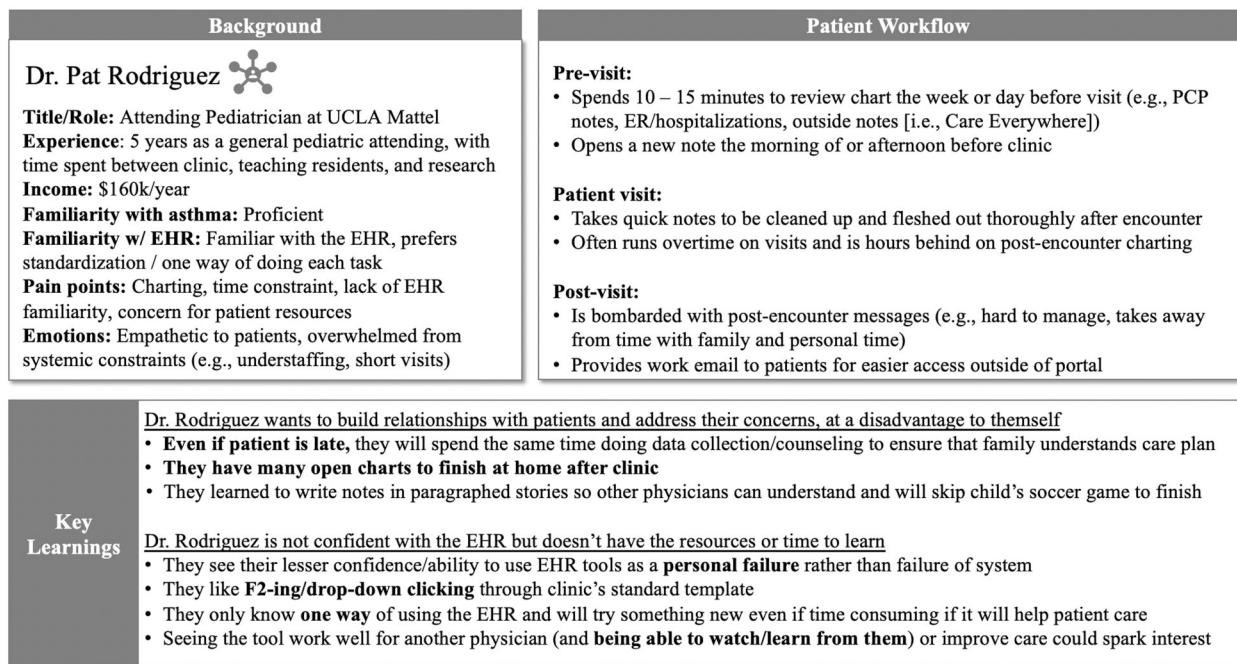 Background
Dr. Pat Rodriguez
Title/Role: Attending Pediatrician at UCLA Mattel
Experience: 5 years as a general pediatric attending, with
time spent between clinic, teaching residents, and research
Income: $160k/year
Familiarity with asthma: Proficient
Familiarity w/ EHR: Familiar with the EHR, prefers
standardization / one way of doing each task
Pain points: Charting, time constraint, lack of EHR
familiarity, concern for patient resources
Emotions: Empathetic to patients, overwhelmed from
systemic constraints (e.g., understaffing, short visits)
Patient Workflow
Pre-visit:
• Spends 10 – 15 minutes to review chart the week or day before visit (e.g., PCP
notes, ER/hospitalizations, outside notes [i.e., Care Everywhere])
• Opens a new note the morning of or afternoon before clinic
Patient visit:
• Takes quick notes to be cleaned up and fleshed out thoroughly after encounter
• Often runs overtime on visits and is hours behind on post-encounter charting
Post-visit:
• Is bombarded with post-encounter messages (e.g., hard to manage, takes away
from time with family and personal time)
• Provides work email to patients for easier access outside of portal
Key
Learnings
Dr. Rodriguez wants to build relationships with patients and address their concerns, at a disadvantage to themself
• Even if patient is late, they will spend the same time doing data collection/counseling to ensure that family understands care plan
• They have many open charts to finish at home after clinic
• They learned to write notes in paragraphed stories so other physicians can understand and will skip child's soccer game to finish
Dr. Rodriguez is not confident with the EHR but doesn't have the resources or time to learn
• They see their lesser confidence/ability to use EHR tools as a personal failure rather than failure of system
• They like F2-ing/drop-down clicking through clinic's standard template
• They only know one way of using the EHR and will try something new even if time consuming if it will help patient care
• Seeing the tool work well for another physician (and being able to watch/learn from them) or improve care could spark interest